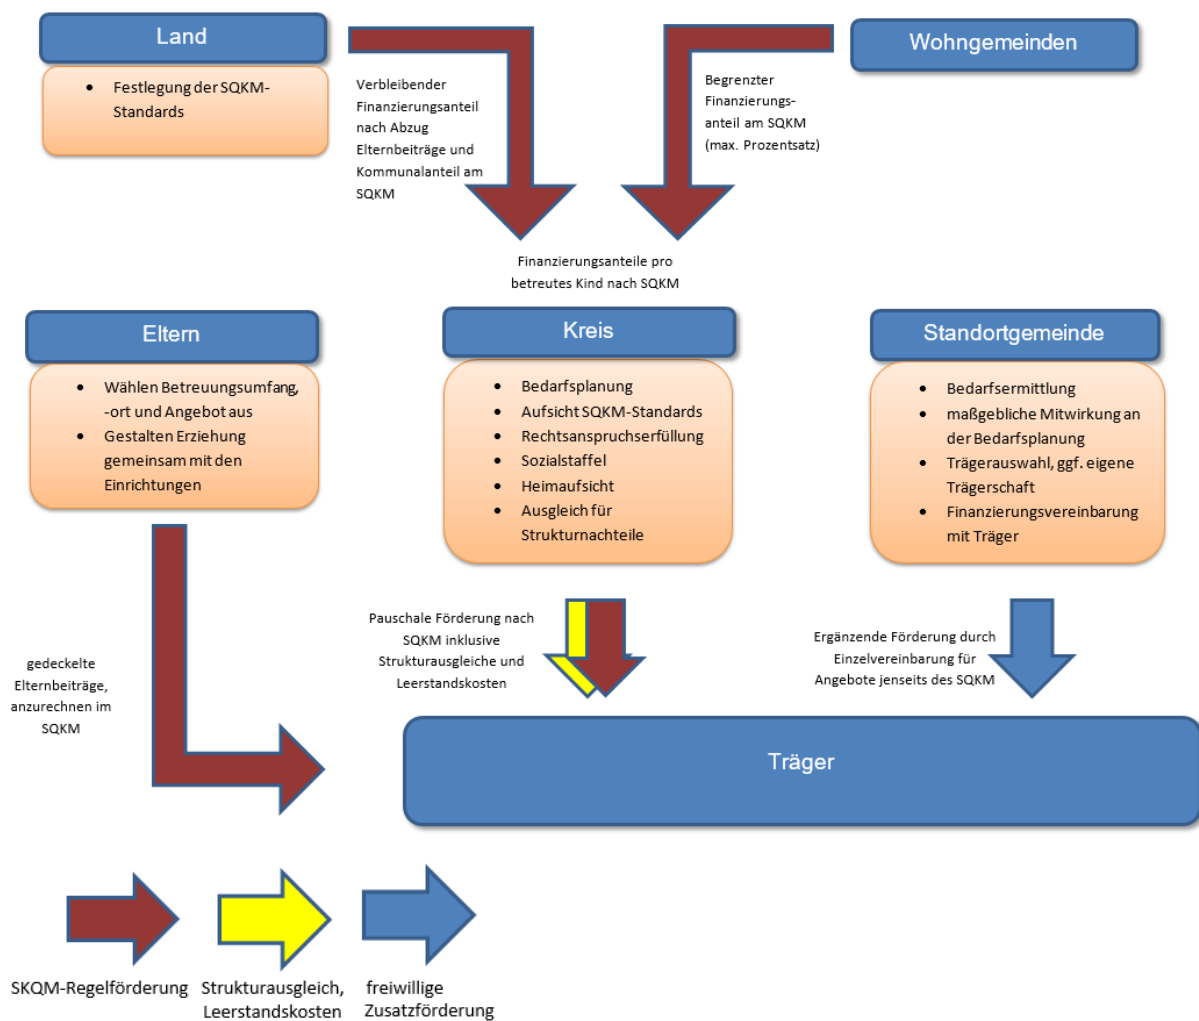 Land
• Festlegung der SQKM-
Standards
Verbleibender
Finanzierungsanteil
nach Abzug
Elternbeiträge und
Kommunalanteil am
SQKM
Wohngemeinden
Begrenzter
Finanzierungs-
anteil am SQKM
(max. Prozentsatz)
Finanzierungsanteile pro
betreutes Kind nach SQKM
Eltern
• Wählen Betreuungsumfang,
-ort und Angebot aus
• Gestalten Erziehung
gemeinsam mit den
Einrichtungen
Kreis
• Bedarfsplanung
• Aufsicht SQKM-Standards
• Rechtsanspruchserfüllung
• Sozialstaffel
• Heimaufsicht
• Ausgleich für
Strukturnachteile
Standortgemeinde
• Bedarfsermittlung
• maßgebliche Mitwirkung an
der Bedarfsplanung
• Trägerauswahl, ggf. eigene
Trägerschaft
• Finanzierungsvereinbarung
mit Träger
gedeckelte
Elternbeiträge,
anzurechnen im
SQKM
Pauschale Förderung nach
SQKM inklusive
Strukturausgleiche und
Leerstandskosten
Ergänzende Förderung durch
Einzelvereinbarung für
Angebote jenseits des SQKM
Träger
SKQM-Regelförderung
Strukturausgleich,
Leerstandskosten
freiwillige
Zusatzförderung